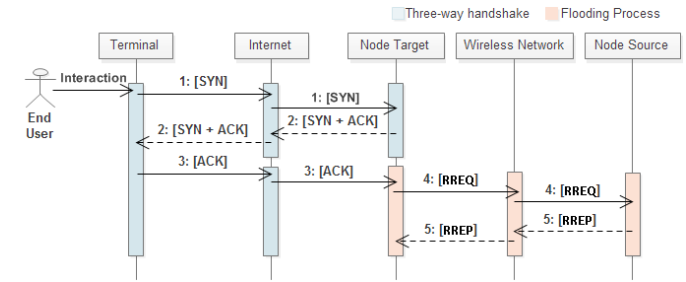 Three-way handshake
Flooding Process
Terminal
Internet
Node Target
Wireless Network
Node Source
Interaction
End
User
1: [SYN]
1: [SYN]
2: [SYN + ACK]
2: [SYN + ACK]
3: [ACK]
3: [ACK]
4: [RREQ]
4: [RREQ]
5: [RREP]
5: [RREP]